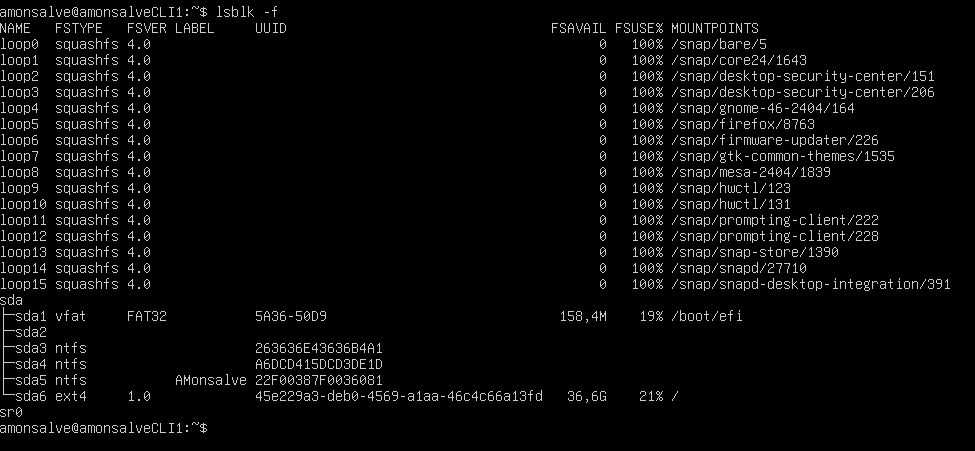 amonsalve@amonsalveCLI1:~$ lsblk -f
NAME   FSTYPE   FSVER LABEL     UUID                                 FSAVAIL FSUSE% MOUNTPOINTS
loop0  squashfs 4.0                                                        0   100% /snap/bare/5
loop1  squashfs 4.0                                                        0   100% /snap/core24/1643
loop2  squashfs 4.0                                                        0   100% /snap/desktop-security-center/151
loop3  squashfs 4.0                                                        0   100% /snap/desktop-security-center/206
loop4  squashfs 4.0                                                        0   100% /snap/gnome-46-2404/164
loop5  squashfs 4.0                                                        0   100% /snap/firefox/8763
loop6  squashfs 4.0                                                        0   100% /snap/firmware-updater/226
loop7  squashfs 4.0                                                        0   100% /snap/gtk-common-themes/1535
loop8  squashfs 4.0                                                        0   100% /snap/mesa-2404/1839
loop9  squashfs 4.0                                                        0   100% /snap/hwctl/123
loop10 squashfs 4.0                                                        0   100% /snap/hwctl/131
loop11 squashfs 4.0                                                        0   100% /snap/prompting-client/222
loop12 squashfs 4.0                                                        0   100% /snap/prompting-client/228
loop13 squashfs 4.0                                                        0   100% /snap/snap-store/1390
loop14 squashfs 4.0                                                        0   100% /snap/snapd/27710
loop15 squashfs 4.0                                                        0   100% /snap/snapd-desktop-integration/391
sda
├─sda1 vfat     FAT32           5A36-50D9                             158,4M    19% /boot/efi
├─sda2
├─sda3 ntfs                     263636E43636B4A1
├─sda4 ntfs                     A6DCD415DCD3DE1D
├─sda5 ntfs           AMonsalve 22F00387F0036081
└─sda6 ext4     1.0             45e229a3-deb0-4569-a1aa-46c4c66a13fd   36,6G    21% /
sr0
amonsalve@amonsalveCLI1:~$